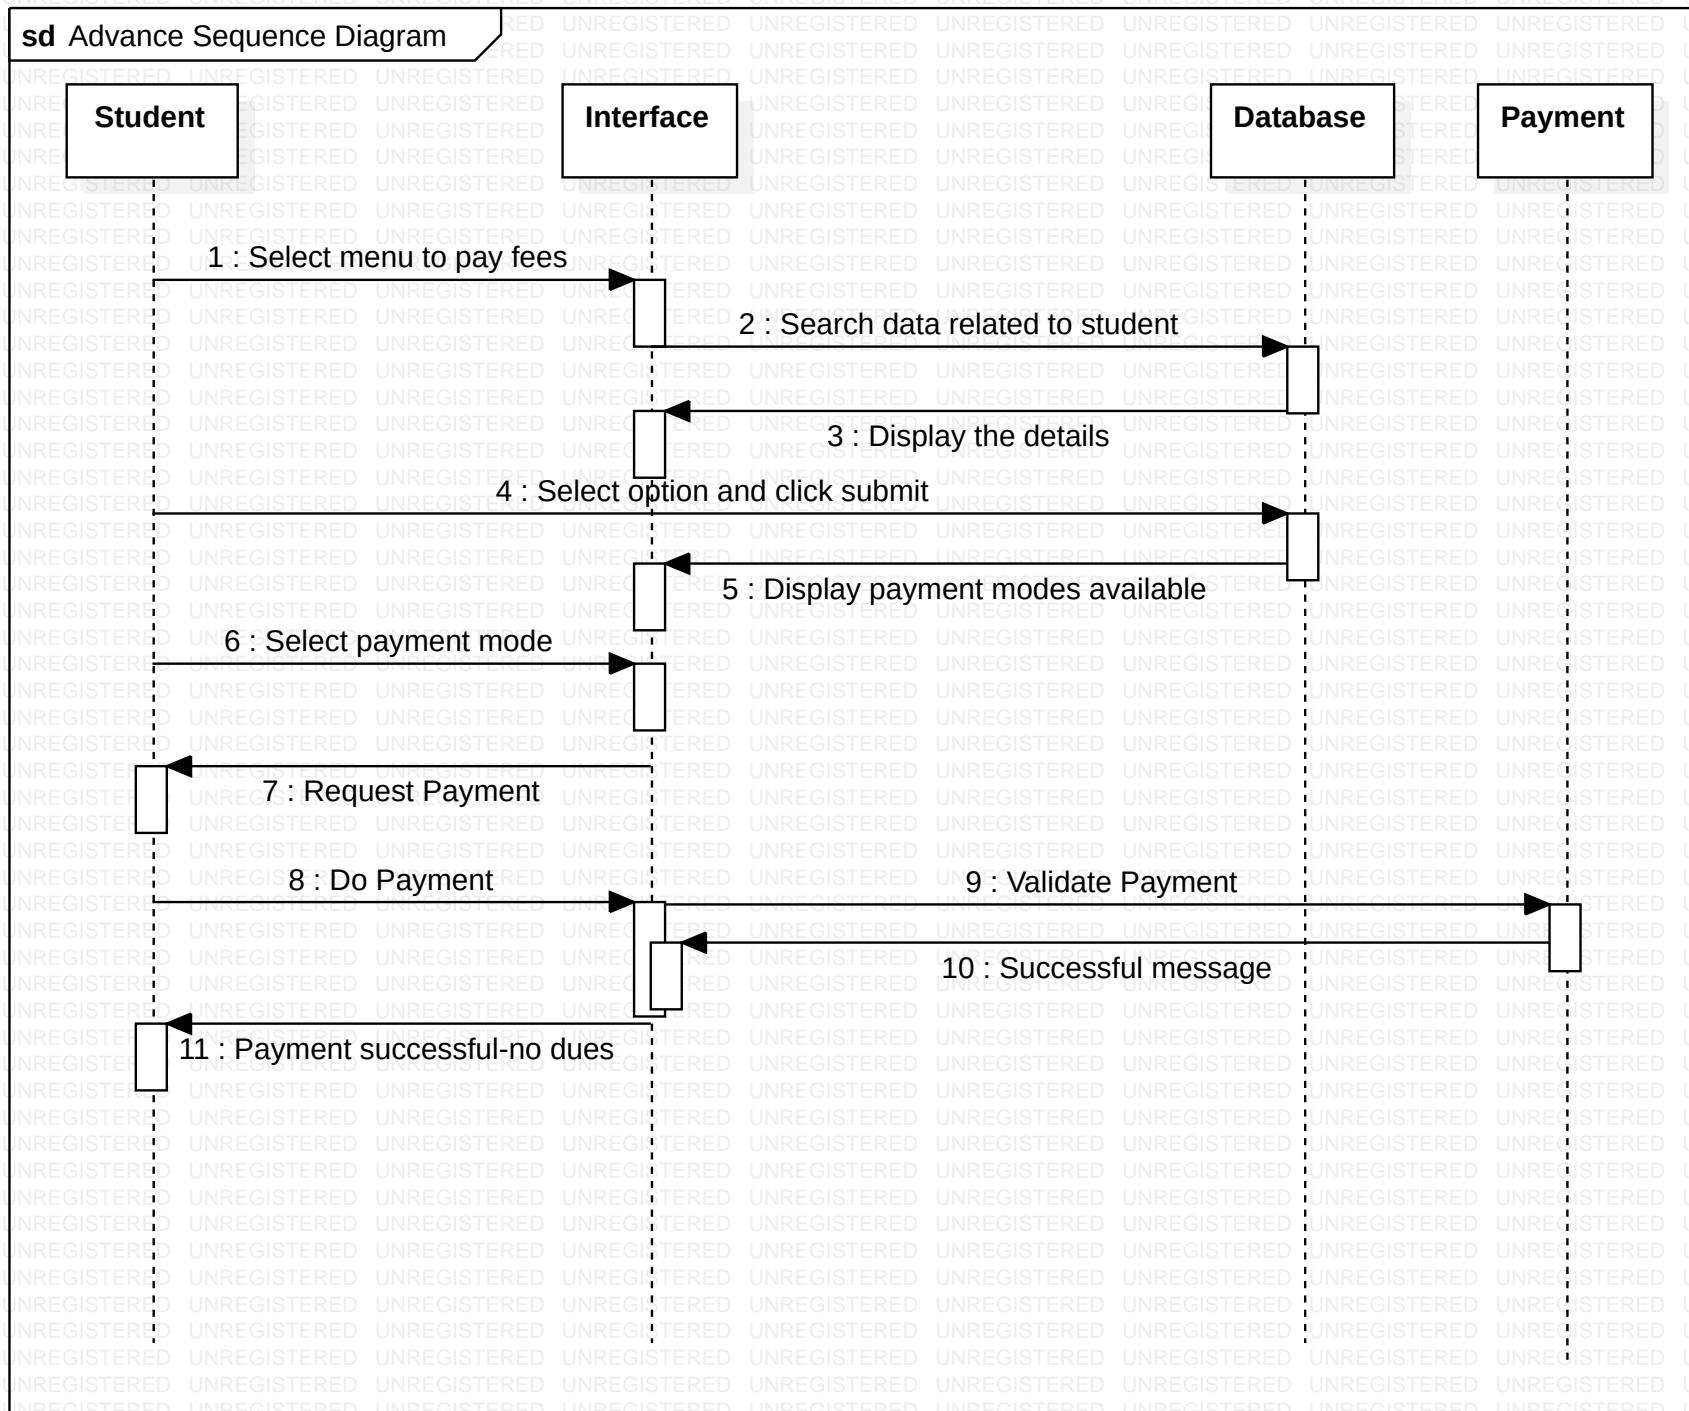 sd Advance Sequence Diagram
Student
Interface
Database
Payment
1 : Select menu to pay fees
2 : Search data related to student
3 : Display the details
4 : Select option and click submit
5 : Display payment modes available
6 : Select payment mode
7 : Request Payment
8 : Do Payment
9 : Validate Payment
10 : Successful message
11 : Payment successful-no dues
UNREGISTERED